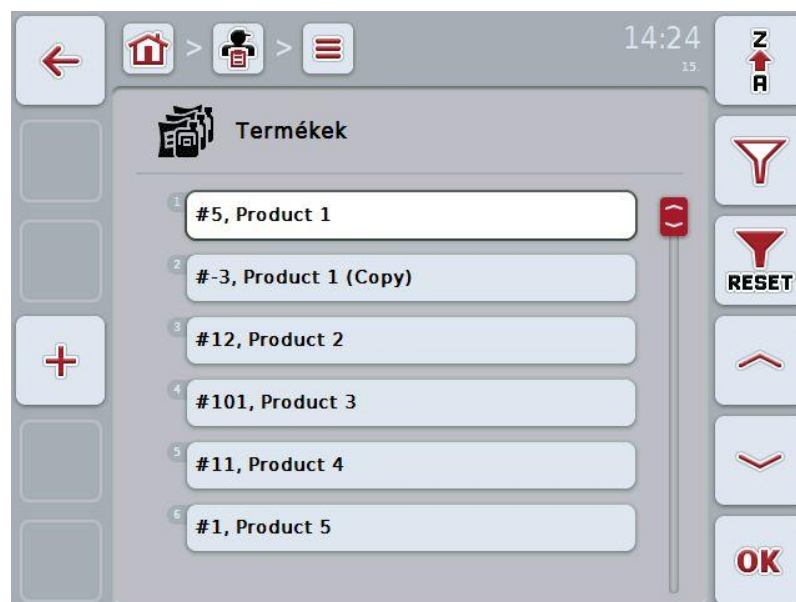 > >
14:24
15.
Z
A
Termékek
1
#5, Product 1
2
#-3, Product 1 (Copy)
RESET
3
#12, Product 2
4
#101, Product 3
5
#11, Product 4
6
#1, Product 5
OK